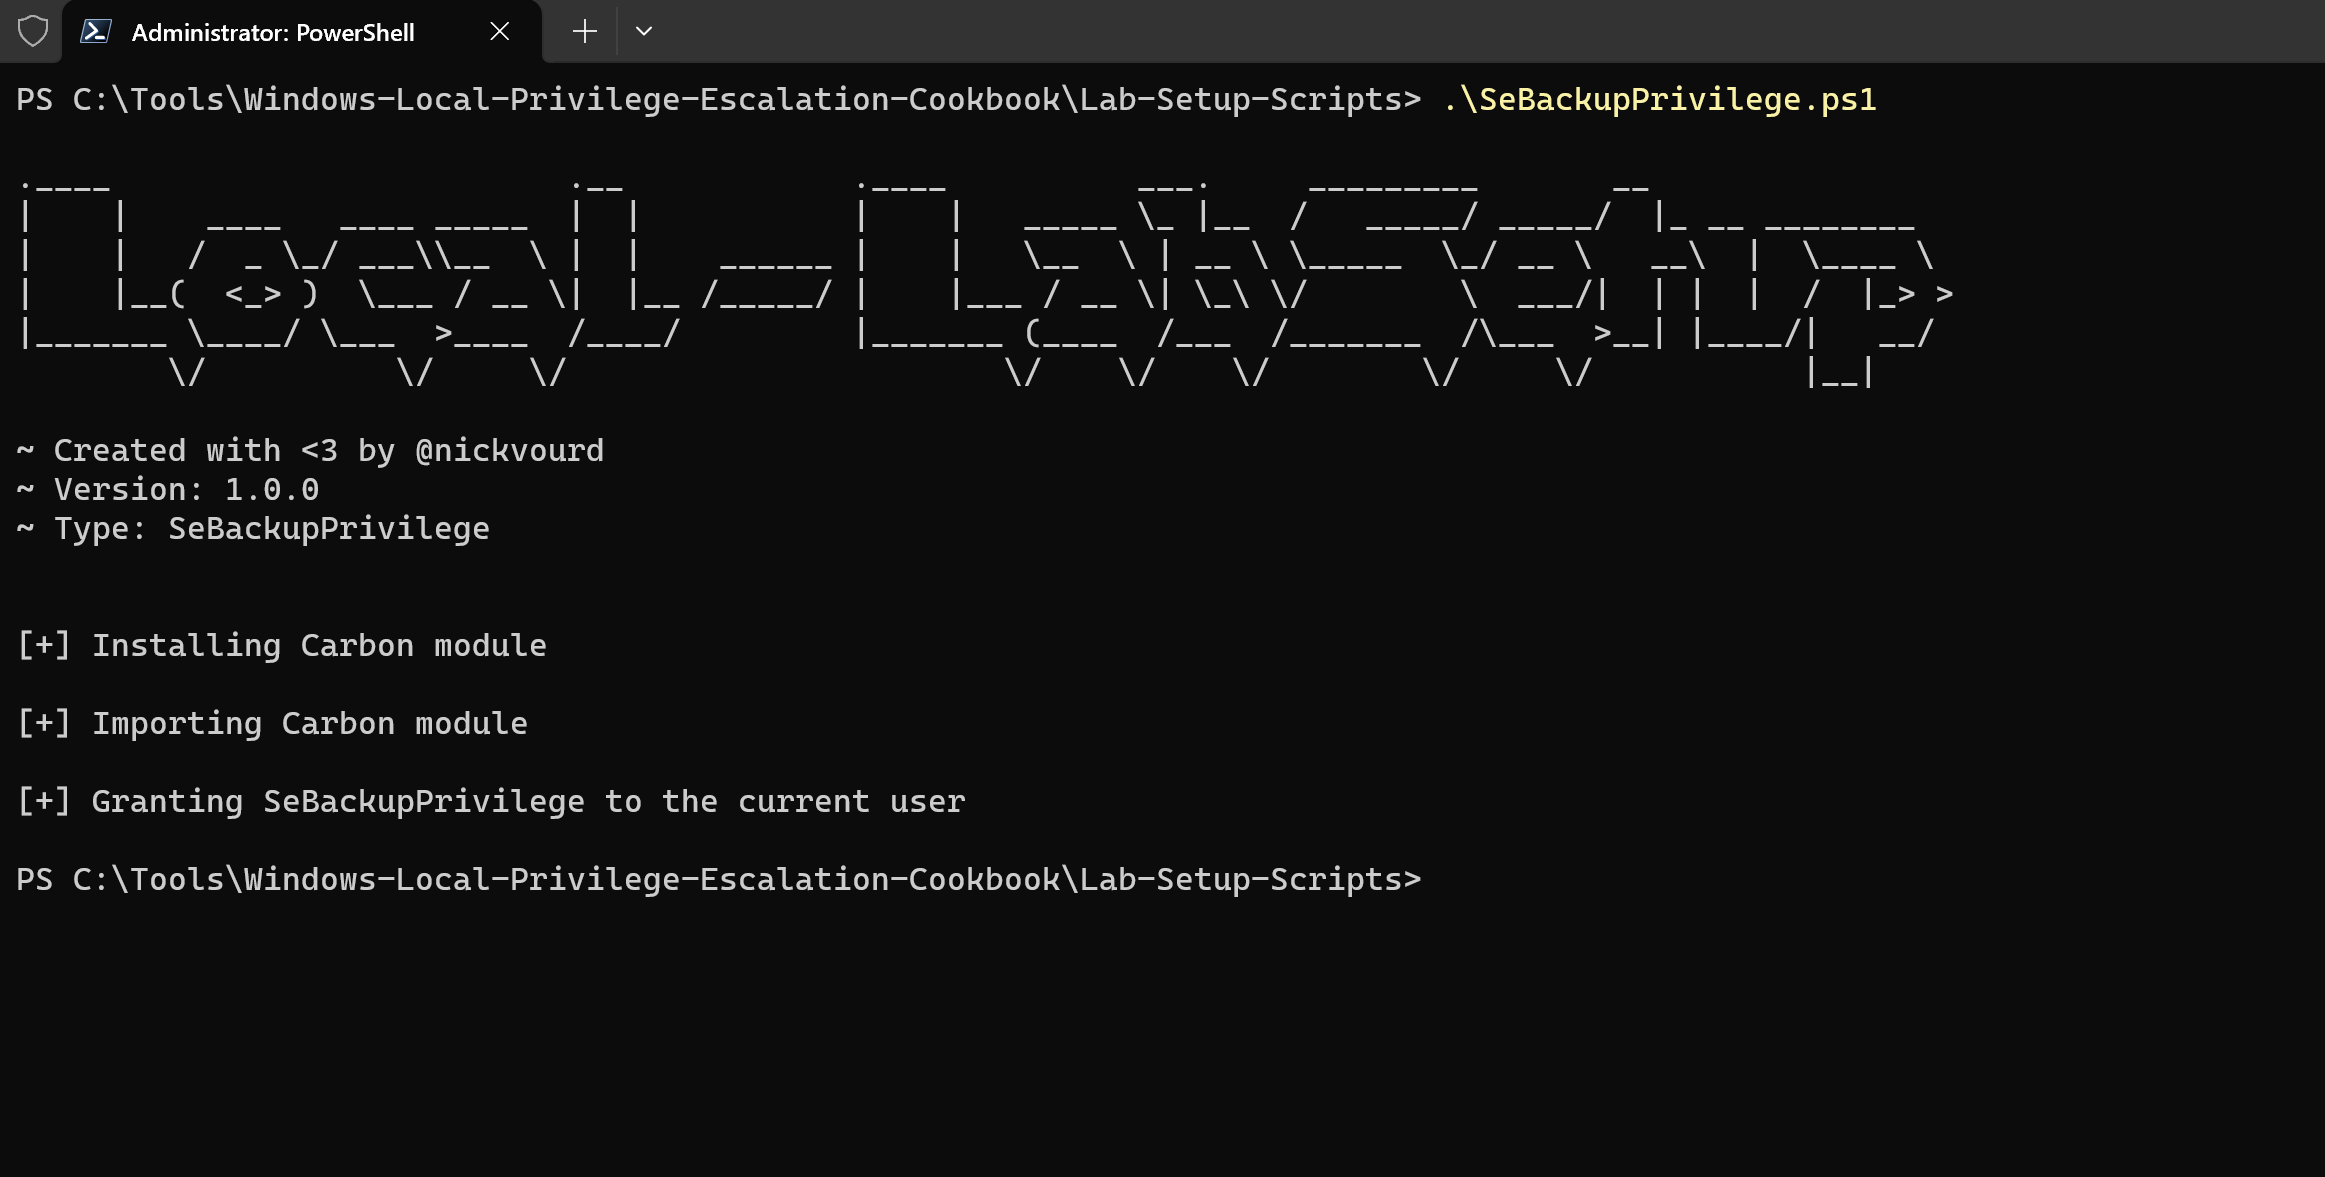 Administrator: PowerShell
PS C:\Tools\Windows-Local-Privilege-Escalation-Cookbook\Lab-Setup-Scripts> .\SeBackupPrivilege.ps1
Local-LabSetup
~ Created with <3 by @nickvourd
~ Version: 1.0.0
~ Type: SeBackupPrivilege
[+] Installing Carbon module
[+] Importing Carbon module
[+] Granting SeBackupPrivilege to the current user
PS C:\Tools\Windows-Local-Privilege-Escalation-Cookbook\Lab-Setup-Scripts>